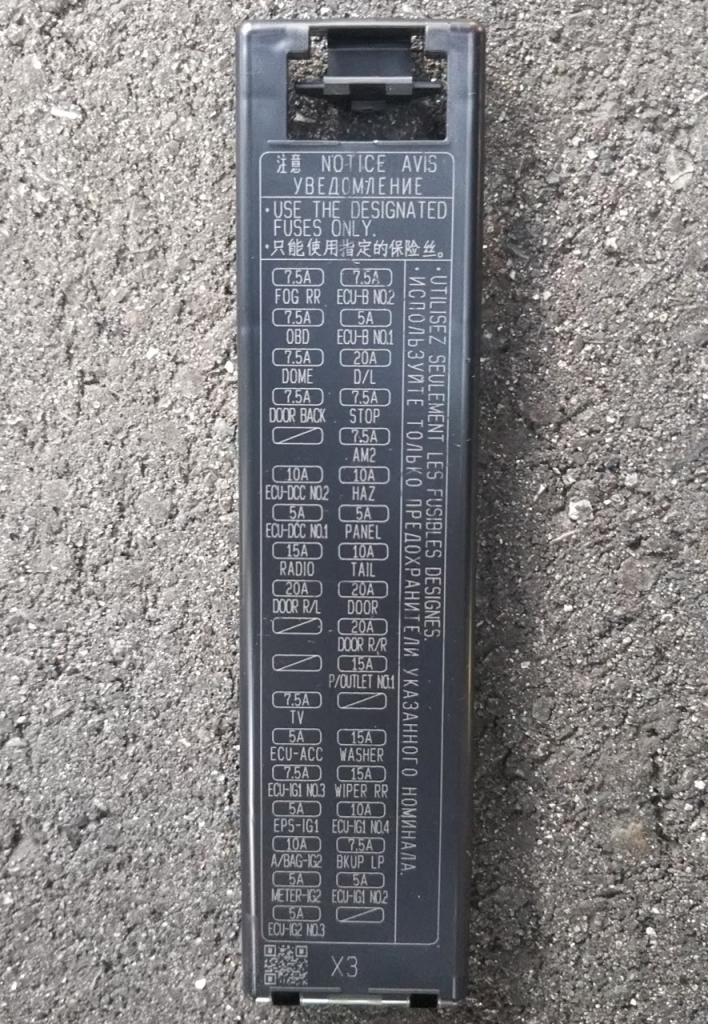 注意 NOTICE AVIS
УВЕДОМЛЕНИЕ
・USE THE DESIGNATED
FUSES ONLY.
・只能使用指定的保险丝。
7.5A 7.5A
FOG RR ECU-B NO.2
7.5A 5A
OBD ECU-B NO.1
7.5A 20A
DOME D/L
7.5A 7.5A
DOOR BACK STOP
7.5A
AM2
10A 10A
ECU-DCC NO.2 HAZ
5A 5A
ECU-DCC NO.1 PANEL
15A 10A
RADIO TAIL
20A 20A
DOOR R/L DOOR
20A
DOOR R/R
15A
P/OUTLET NO.1
7.5A
TV
5A 15A
ECU-ACC WASHER
7.5A 15A
ECU-IG1 NO.3 WIPER RR
5A 10A
EPS-IG1 ECU-IG1 NO.4
10A 7.5A
A/BAG-IG2 BKUP LP
5A 5A
METER-IG2 ECU-IG1 NO.2
5A
ECU-IG2 NO.3
・UTILISEZ SEULEMENT LES FUSIBLES DESIGNES.
・ИСПОЛЬЗУЙТЕ ТОЛЬКО ПРЕДОХРАНИТЕЛИ УКАЗАННОГО НОМИНАЛА.
X3